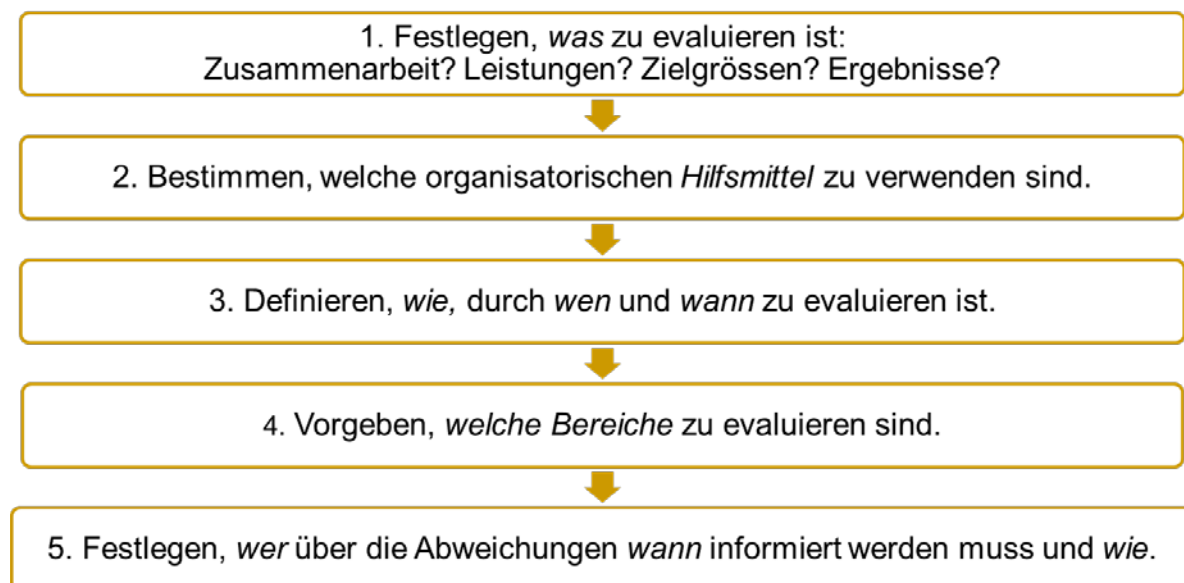 1. Festlegen, was zu evaluieren ist:
Zusammenarbeit? Leistungen? Zielgrössen? Ergebnisse?
2. Bestimmen, welche organisatorischen Hilfsmittel zu verwenden sind.
3. Definieren, wie, durch wen und wann zu evaluieren ist.
4. Vorgeben, welche Bereiche zu evaluieren sind.
5. Festlegen, wer über die Abweichungen wann informiert werden muss und wie.